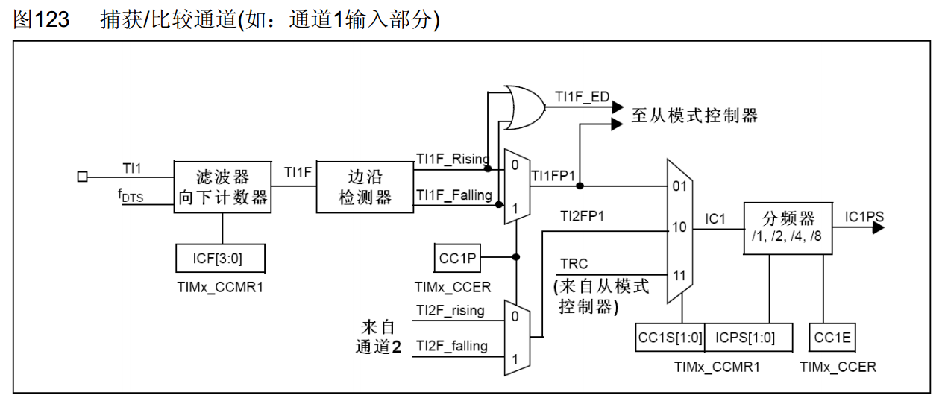 图123 捕获/比较通道(如：通道1输入部分)
TI1F_ED
至从模式控制器
TI1
fDTS
滤波器
向下计数器
TI1F
边沿
检测器
TI1F_Rising
TI1F_Falling
0
1
TI1FP1
01
TI2FP1
10
IC1
分频器
/1, /2, /4, /8
IC1PS
ICF[3:0]
TIMx_CCMR1
CC1P
TIMx_CCER
TRC
11
(来自从模式
控制器)
来自
通道2
TI2F_rising
TI2F_falling
0
1
CC1S[1:0]
ICPS[1:0]
CC1E
TIMx_CCMR1
TIMx_CCER